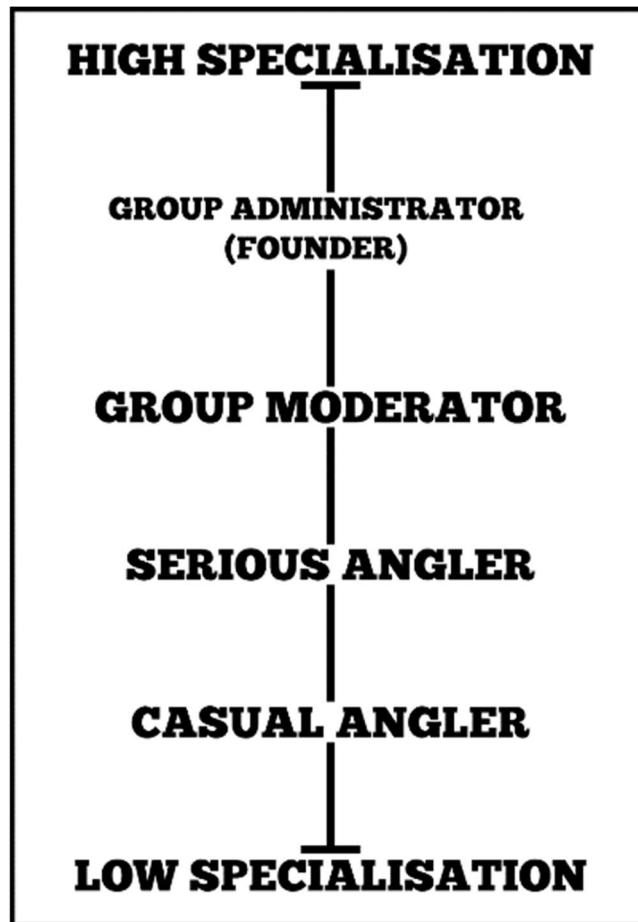 HIGH SPECIALISATION
GROUP ADMINISTRATOR
(FOUNDER)
GROUP MODERATOR
SERIOUS ANGLER
CASUAL ANGLER
LOW SPECIALISATION